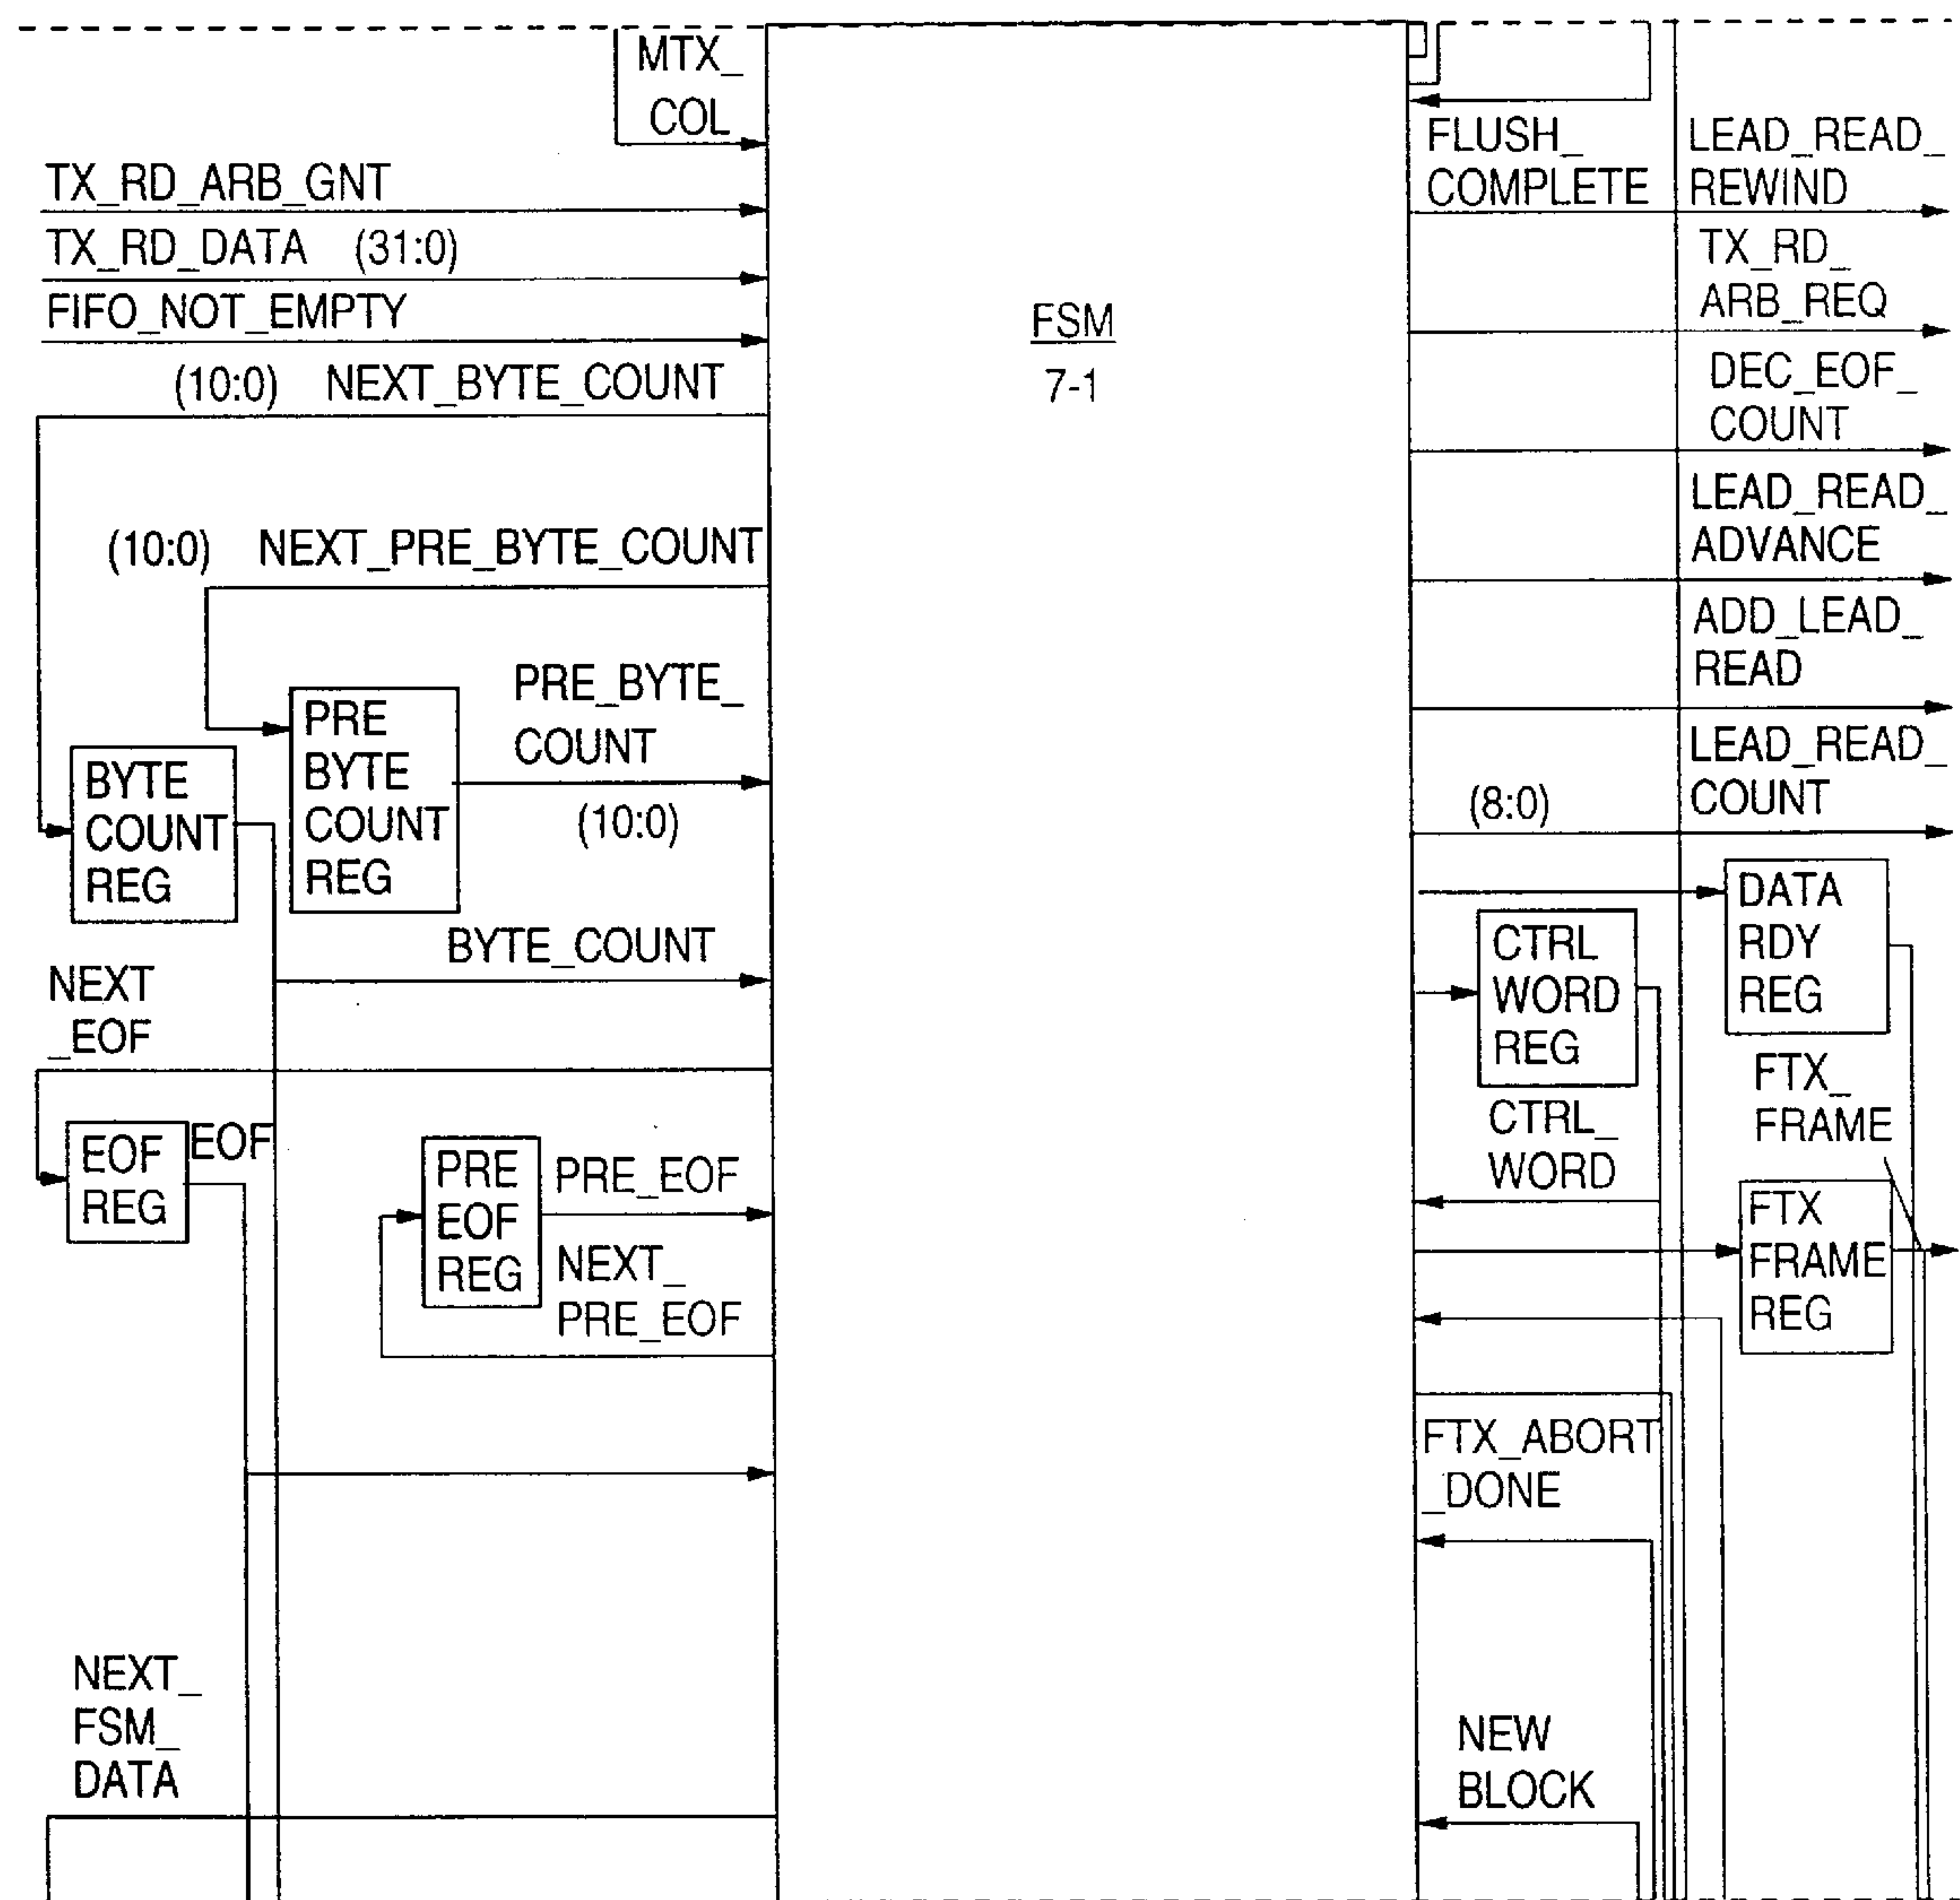 MTX_
COL
TX_RD_ARB_GNT
TX_RD_DATA (31:0)
FIFO_NOT_EMPTY
(10:0) NEXT_BYTE_COUNT
(10:0) NEXT_PRE_BYTE_COUNT
PRE_BYTE_
COUNT
(10:0)
PRE
BYTE
COUNT
REG
BYTE
COUNT
REG
BYTE_COUNT
NEXT
_EOF
EOF
REG
EOF
PRE
EOF
REG
PRE_EOF
NEXT_
PRE_EOF
NEXT_
FSM_
DATA
FSM
7-1
FLUSH_
COMPLETE
LEAD_READ_
REWIND
TX_RD_
ARB_REQ
DEC_EOF_
COUNT
LEAD_READ_
ADVANCE
ADD_LEAD_
READ
LEAD_READ_
COUNT
(8:0)
DATA
RDY
REG
CTRL
WORD
REG
CTRL_
WORD
FTX_
FRAME
FTX
FRAME
REG
FTX_ABORT
_DONE
NEW
BLOCK